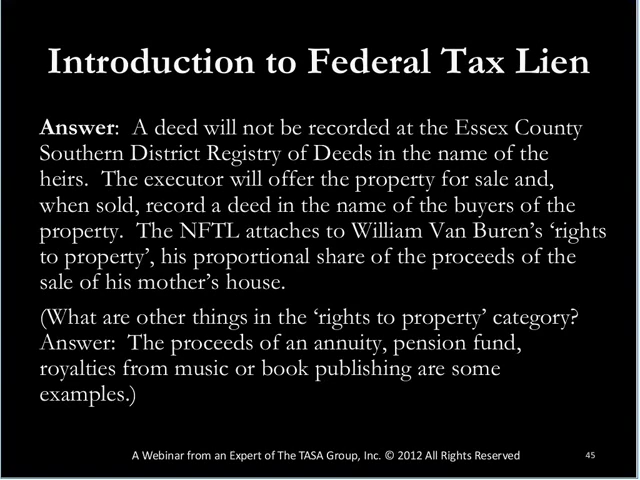 Introduction to Federal Tax Lien
Answer:  A deed will not be recorded at the Essex County
Southern District Registry of Deeds in the name of the
heirs.  The executor will offer the property for sale and,
when sold, record a deed in the name of the buyers of the
property.  The NFTL attaches to William Van Buren’s ‘rights
to property’, his proportional share of the proceeds of the
sale of his mother’s house.
(What are other things in the ‘rights to property’ category?
Answer:  The proceeds of an annuity, pension fund,
royalties from music or book publishing are some
examples.)
A Webinar from an Expert of The TASA Group, Inc. © 2012 All Rights Reserved
45